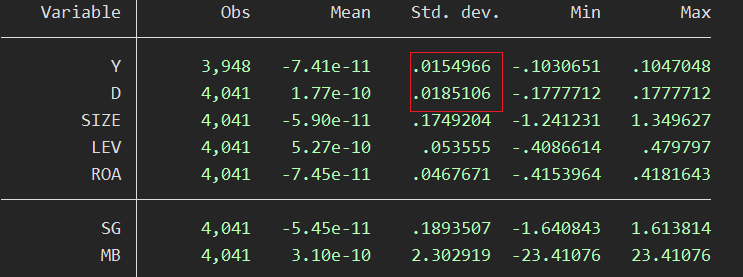 Variable Obs Mean Std. dev. Min Max
Y 3,948 -7.41e-11 .0154966 -.1030651 .1047048
D 4,041 1.77e-10 .0185106 -.1777712 .1777712
SIZE 4,041 -5.90e-11 .1749204 -1.241231 1.349627
LEV 4,041 5.27e-10 .053555 -.4086614 .479797
ROA 4,041 -7.45e-11 .0467671 -.4153964 .4181643
SG 4,041 -5.45e-11 .1893507 -1.640843 1.613814
MB 4,041 3.10e-10 2.302919 -23.41076 23.41076